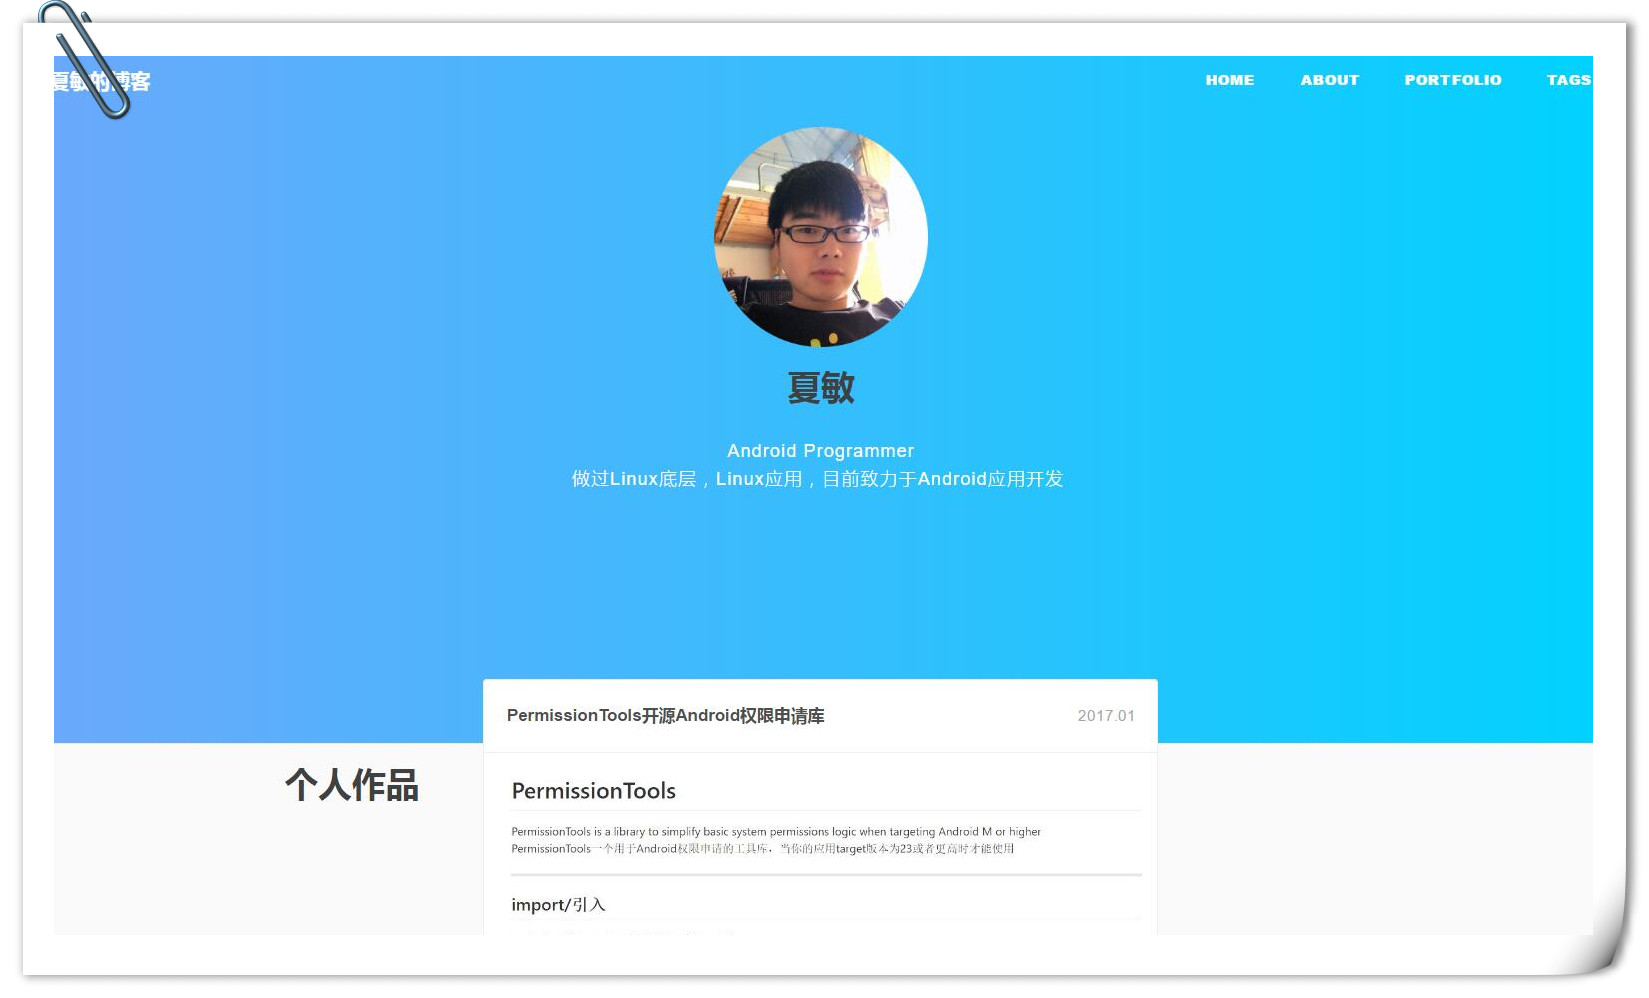 夏敏的博客
HOME ABOUT PORTFOLIO TAGS
夏敏
Android Programmer
做过Linux底层，Linux应用，目前致力于Android应用开发
PermissionTools开源Android权限申请库 2017.01
个人作品
PermissionTools
PermissionTools is a library to simplify basic system permissions logic when targeting Android M or higher
PermissionTools一个用于Android权限申请的工具库，当你的应用target版本为23或者更高时才能使用
import/引入